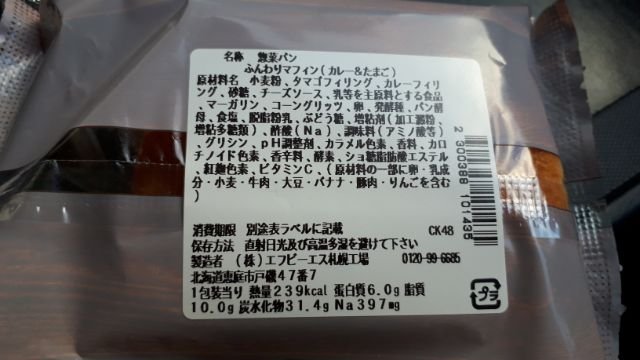 名称 惣菜パン
ふんわりマフィン(カレー&たまご)
原材料名 小麦粉、タマゴフィリング、カレーフィリ
ング、砂糖、チーズソース、乳等を主原料とする食品
、マーガリン、コーングリッツ、卵、発酵種、パン酵
母、食塩、脱脂粉乳、ぶどう糖、増粘剤(加工澱粉、
増粘多糖類)、酢酸(Na)、調味料(アミノ酸等)
、グリシン、pH調整剤、カラメル色素、香料、カロ
チノイド色素、香辛料、酵素、ショ糖脂肪酸エステル
、紅麹色素、ビタミンC、(原材料の一部に卵・乳成
分・小麦・牛肉・大豆・バナナ・豚肉・りんごを含む
)
消費期限 別途表ラベルに記載 CK48
保存方法 直射日光及び高温多湿を避けて下さい
製造者 (株)エフビーエス札幌工場 0120-99-6685
北海道恵庭市戸磯47番7
1包装当り 熱量239kcal 蛋白質6.0g 脂質
10.0g 炭水化物31.4g Na397mg
2 300388 101435
プラ